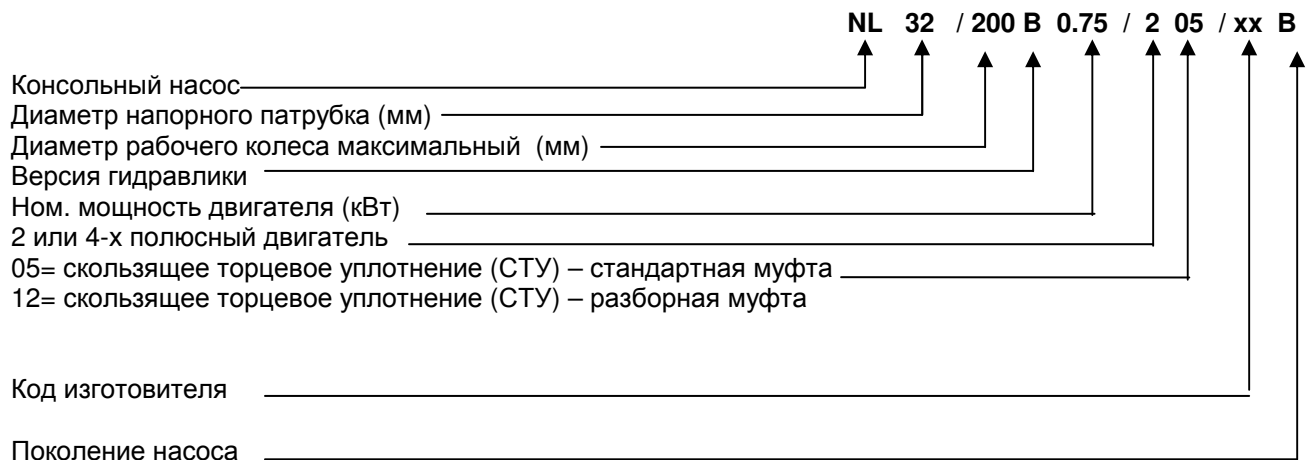 NL 32 / 200 B 0.75 / 2 05 / xx B
Консольный насос
Диаметр напорного патрубка (мм)
Диаметр рабочего колеса максимальный (мм)
Версия гидравлики
Ном. мощность двигателя (кВт)
2 или 4-х полюсный двигатель
05= скользящее торцевое уплотнение (СТУ) – стандартная муфта
12= скользящее торцевое уплотнение (СТУ) – разборная муфта
Код изготовителя
Поколение насоса